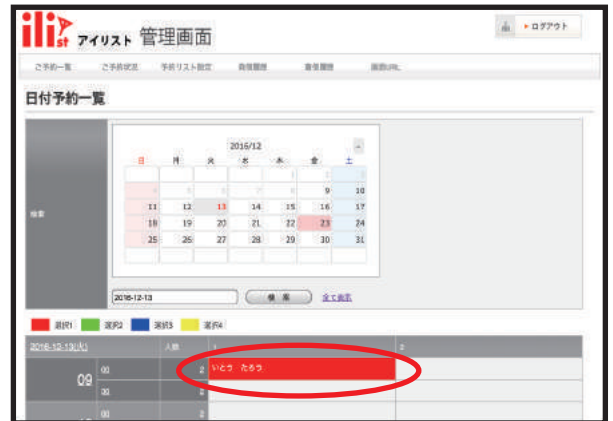 ilist アイリスト 管理画面
ログアウト
ご予約一覧 ご予約状況 予約リスト設定
日付予約一覧
2016/12
日 月 火 水 木 金 土
9 10
11 12 13 14 15 16 17
18 19 20 21 22 23 24
25 26 27 28 29 30 31
検索
2016-12-13 検 索 全て表示
選択1 選択2 選択3 選択4
2016-12-13(火) 人数 1 2
09 00 2 いとう たろう
30 2
00 2